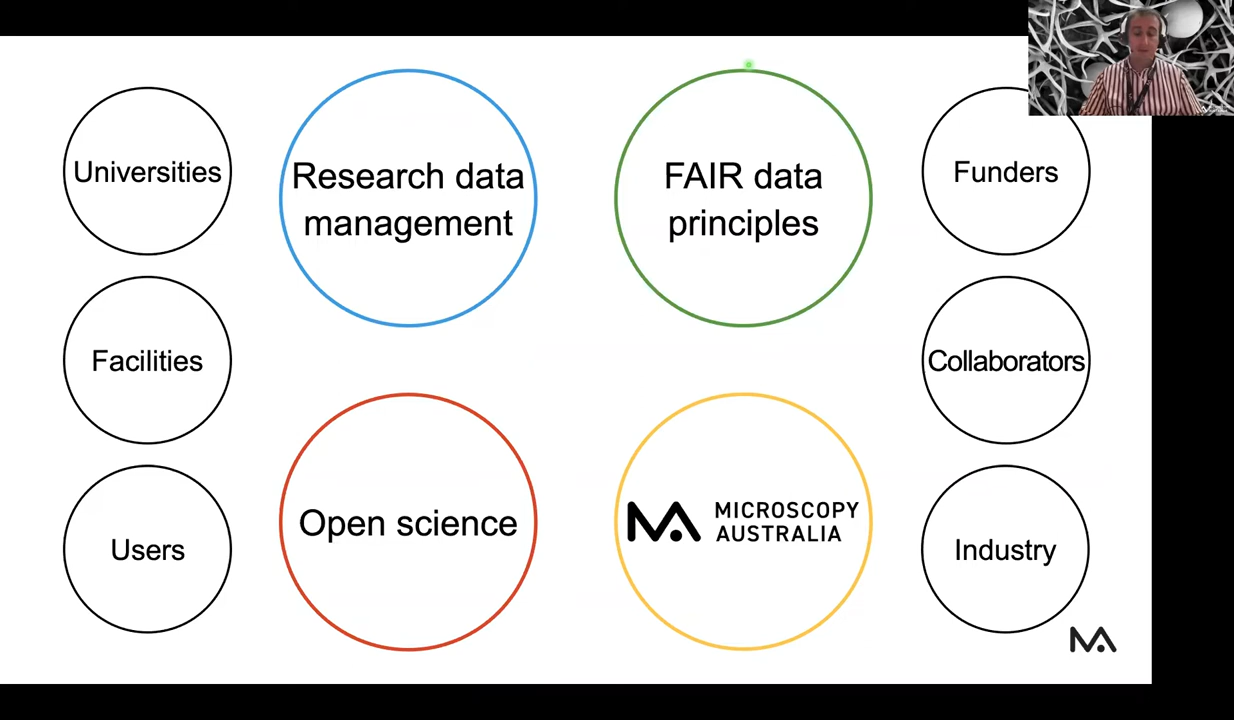 Universities
Research data
management
FAIR data
principles
Funders
Facilities
Collaborators
Users
Open science
MICROSCOPY
AUSTRALIA
Industry